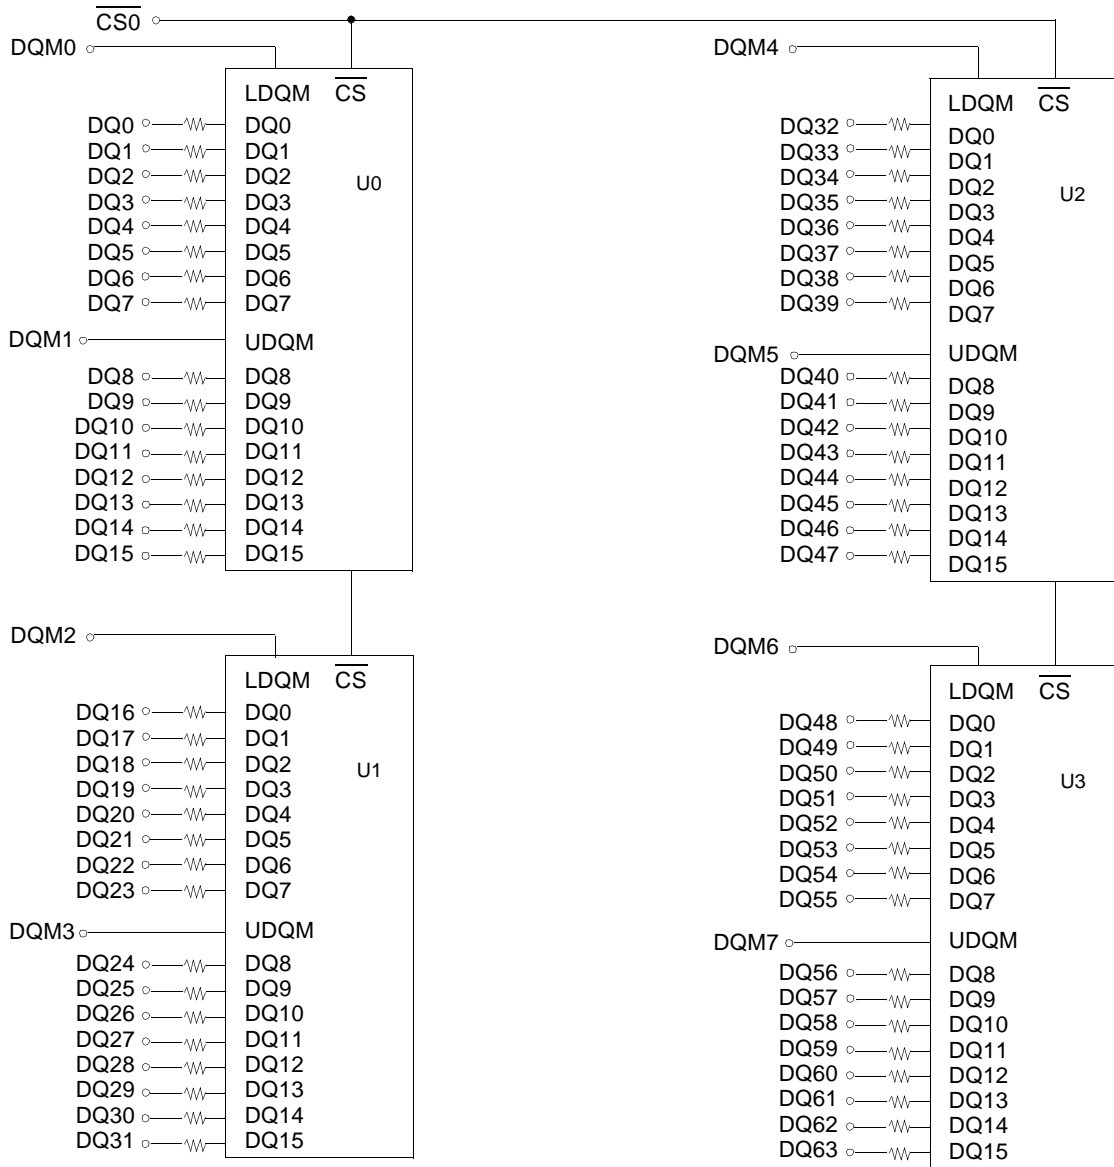 CS0
DQM0
LDQM CS
DQ0 DQ0
DQ1 DQ1
DQ2 DQ2
U0
DQ3 DQ3
DQ4 DQ4
DQ5 DQ5
DQ6 DQ6
DQ7 DQ7
DQM1 UDQM
DQ8 DQ8
DQ9 DQ9
DQ10 DQ10
DQ11 DQ11
DQ12 DQ12
DQ13 DQ13
DQ14 DQ14
DQ15 DQ15
DQM2
LDQM CS
DQ16 DQ0
DQ17 DQ1
DQ18 DQ2
U1
DQ19 DQ3
DQ20 DQ4
DQ21 DQ5
DQ22 DQ6
DQ23 DQ7
DQM3 UDQM
DQ24 DQ8
DQ25 DQ9
DQ26 DQ10
DQ27 DQ11
DQ28 DQ12
DQ29 DQ13
DQ30 DQ14
DQ31 DQ15
DQM4
LDQM CS
DQ32 DQ0
DQ33 DQ1
DQ34 DQ2
U2
DQ35 DQ3
DQ36 DQ4
DQ37 DQ5
DQ38 DQ6
DQ39 DQ7
DQM5 UDQM
DQ40 DQ8
DQ41 DQ9
DQ42 DQ10
DQ43 DQ11
DQ44 DQ12
DQ45 DQ13
DQ46 DQ14
DQ47 DQ15
DQM6
LDQM CS
DQ48 DQ0
DQ49 DQ1
DQ50 DQ2
U3
DQ51 DQ3
DQ52 DQ4
DQ53 DQ5
DQ54 DQ6
DQ55 DQ7
DQM7 UDQM
DQ56 DQ8
DQ57 DQ9
DQ58 DQ10
DQ59 DQ11
DQ60 DQ12
DQ61 DQ13
DQ62 DQ14
DQ63 DQ15